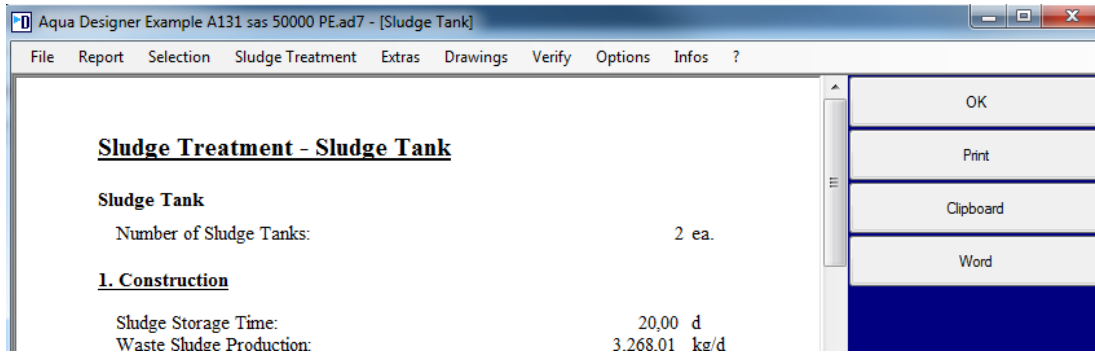 Aqua Designer Example A131 sas 50000 PE.ad7 - [Sludge Tank]
File Report Selection Sludge Treatment Extras Drawings Verify Options Infos ?
OK
Print
Clipboard
Word
Sludge Treatment - Sludge Tank
Sludge Tank
Number of Sludge Tanks: 2 ea.
1. Construction
Sludge Storage Time: 20,00 d
Waste Sludge Production: 3.268,01 kg/d